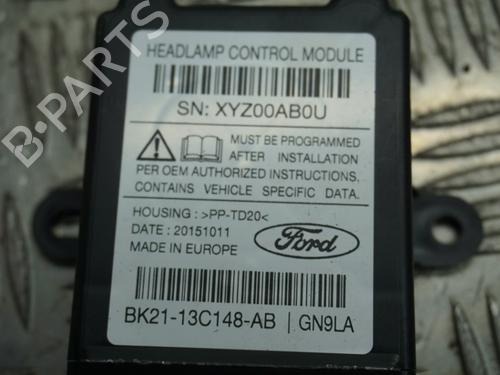 HEADLAMP CONTROL MODULE
SN: XYZ00AB0U
MUST BE PROGRAMMED
AFTER INSTALLATION
PER OEM AUTHORIZED INSTRUCTIONS.
CONTAINS VEHICLE SPECIFIC DATA.
HOUSING : >PP-TD20<
DATE : 20151011
MADE IN EUROPE
Ford
BK21-13C148-AB | GN9LA
B-Parts